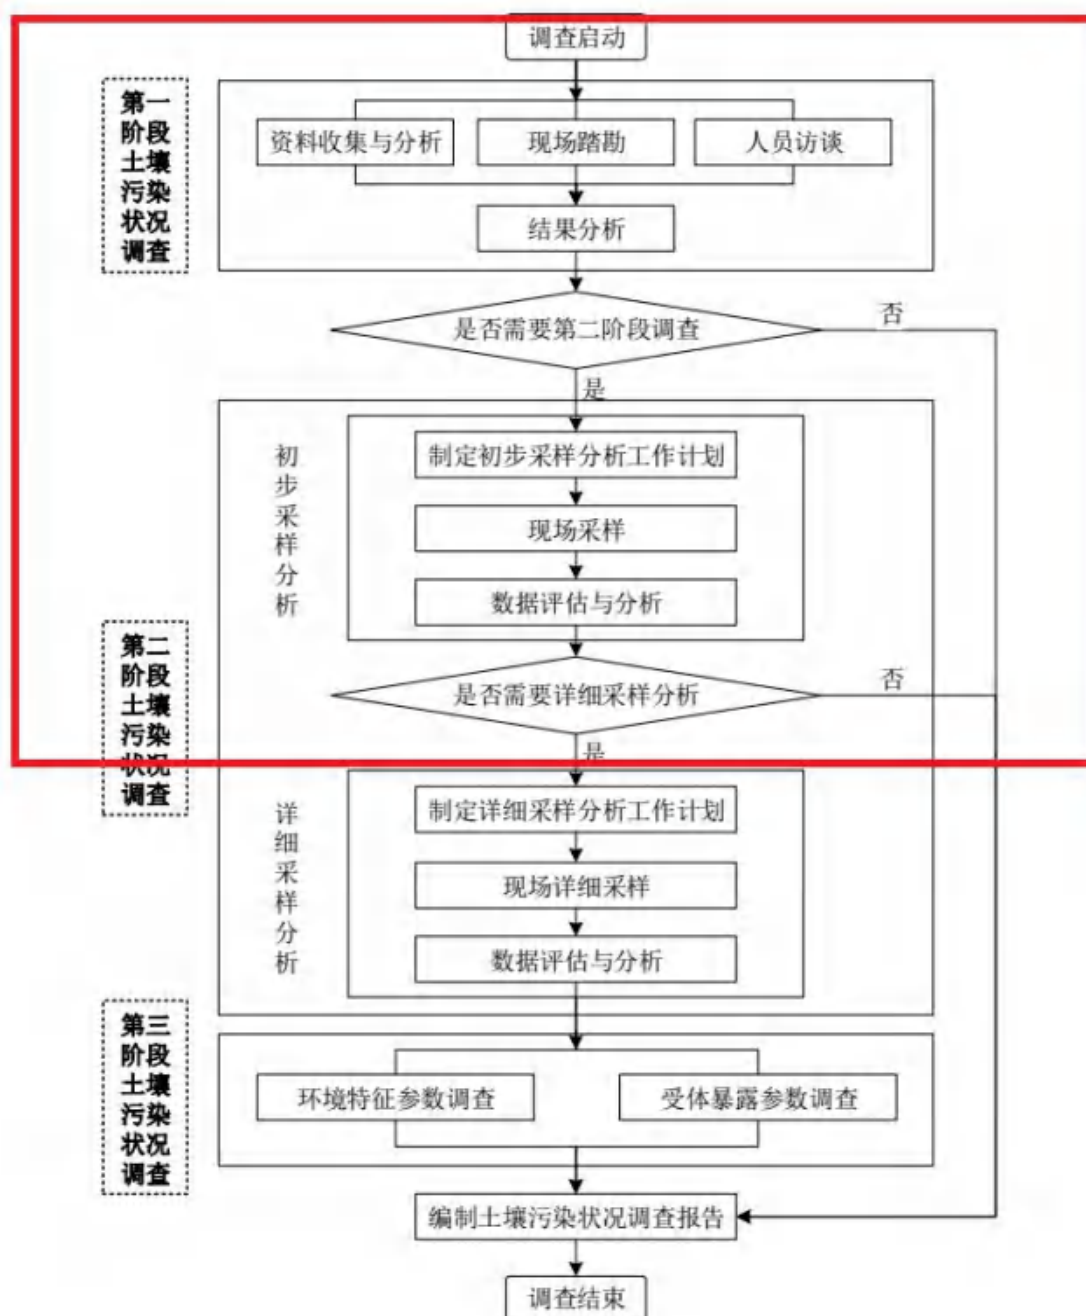 调查启动
第一
阶段
土壤
污染
状况
调查
资料收集与分析
现场踏勘
人员访谈
结果分析
是否需要第二阶段调查
否
是
初
步
采
样
分
析
制定初步采样分析工作计划
现场采样
数据评估与分析
第二
阶段
土壤
污染
状况
调查
是否需要详细采样分析
否
是
详
细
采
样
分
析
制定详细采样分析工作计划
现场详细采样
数据评估与分析
第三
阶段
土壤
污染
状况
调查
环境特征参数调查
受体暴露参数调查
编制土壤污染状况调查报告
调查结束